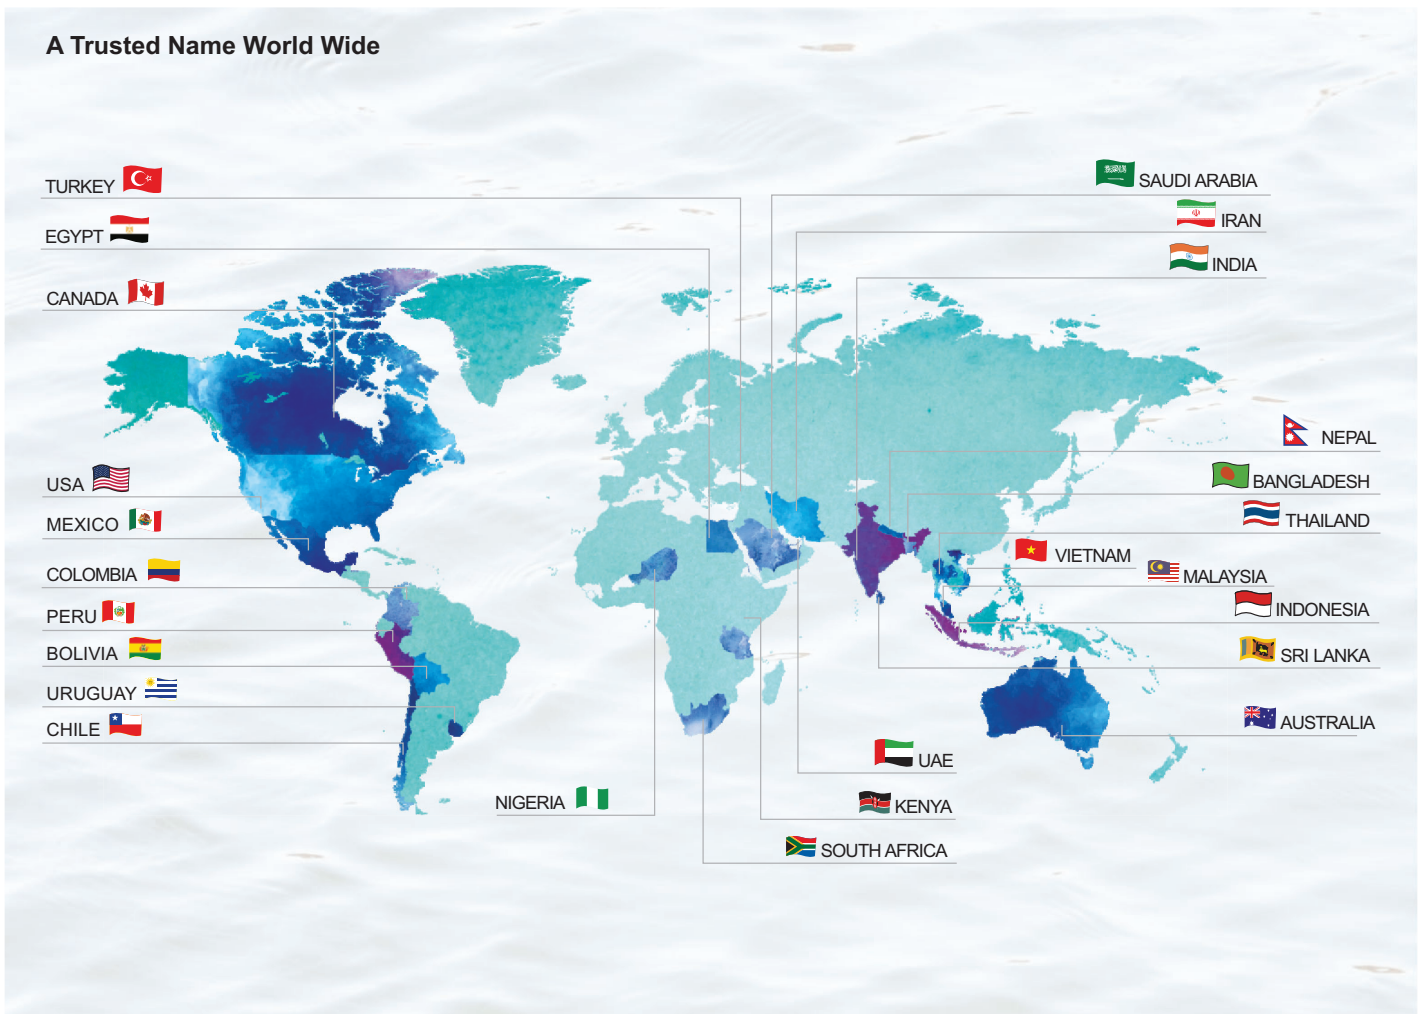 A Trusted Name World Wide
TURKEY
EGYPT
CANADA
USA
MEXICO
COLOMBIA
PERU
BOLIVIA
URUGUAY
CHILE
NIGERIA
SAUDI ARABIA
IRAN
INDIA
NEPAL
BANGLADESH
THAILAND
VIETNAM
MALAYSIA
INDONESIA
SRI LANKA
AUSTRALIA
UAE
KENYA
SOUTH AFRICA